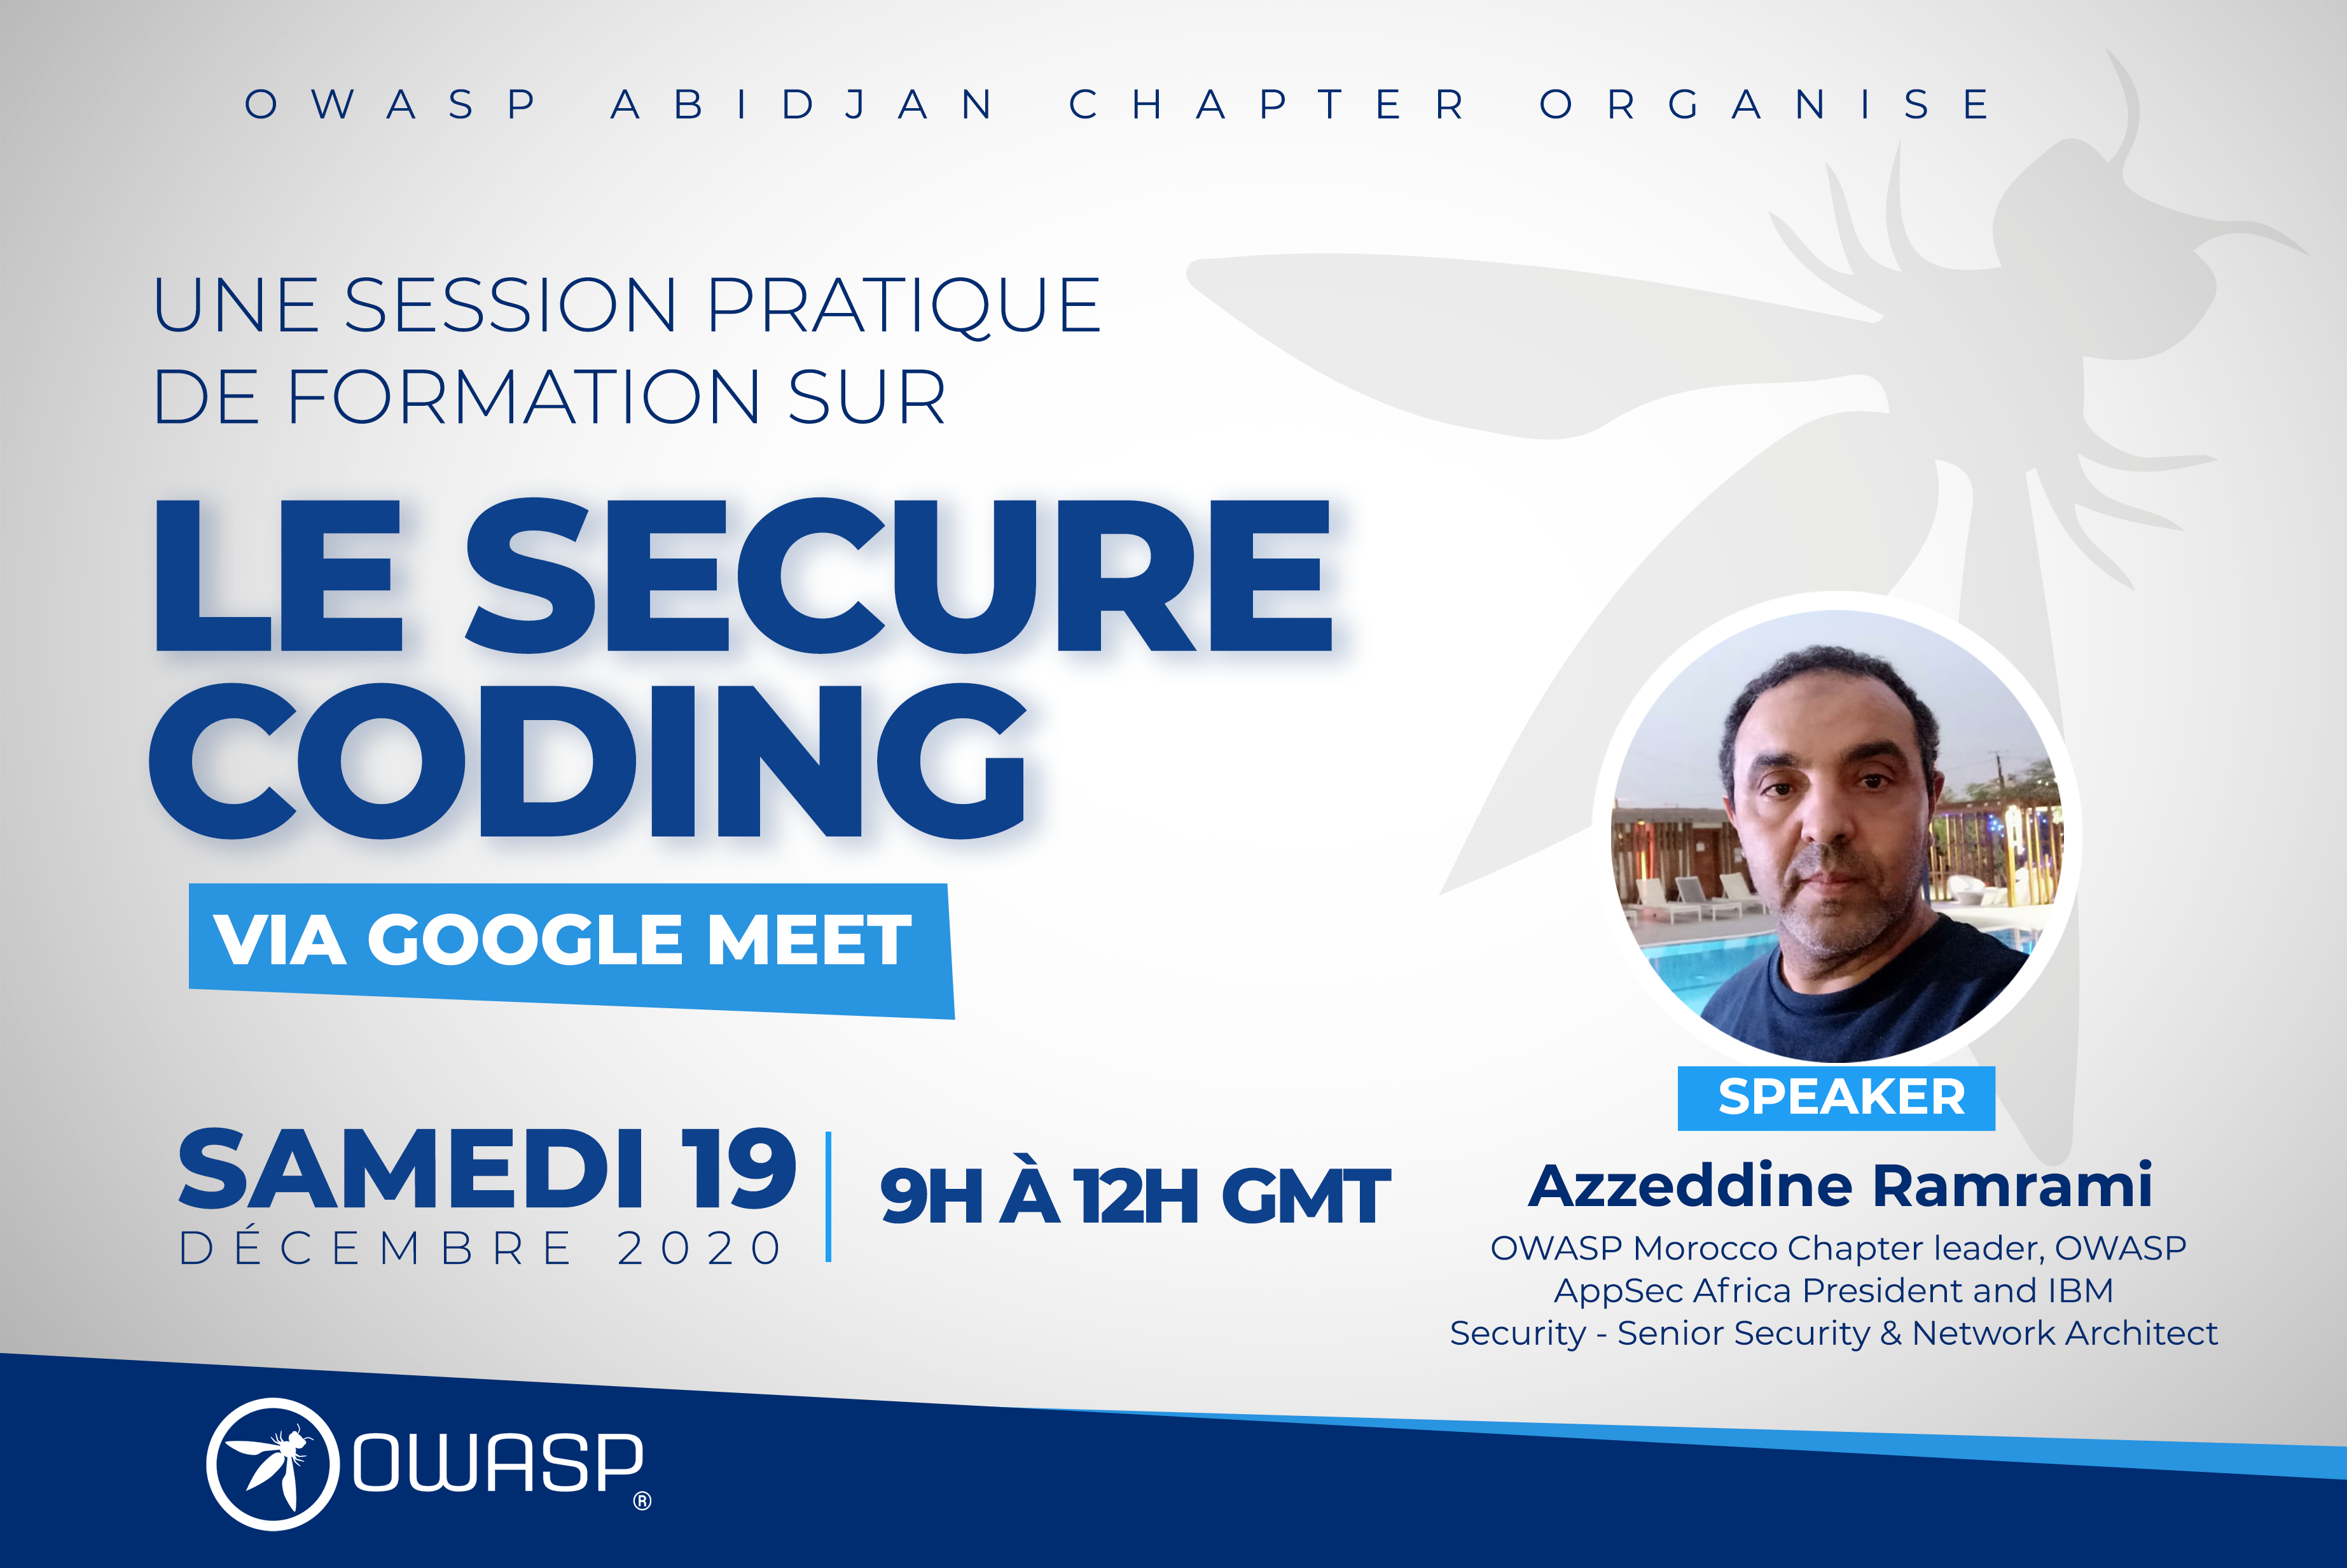 OWASP ABIDJAN CHAPTER ORGANISE
UNE SESSION PRATIQUE
DE FORMATION SUR
LE SECURE
CODING
VIA GOOGLE MEET
SAMEDI 19
DÉCEMBRE 2020
9H À 12H GMT
SPEAKER
Azzeddine Ramrami
OWASP Morocco Chapter leader, OWASP
AppSec Africa President and IBM
Security - Senior Security & Network Architect
OWASP®